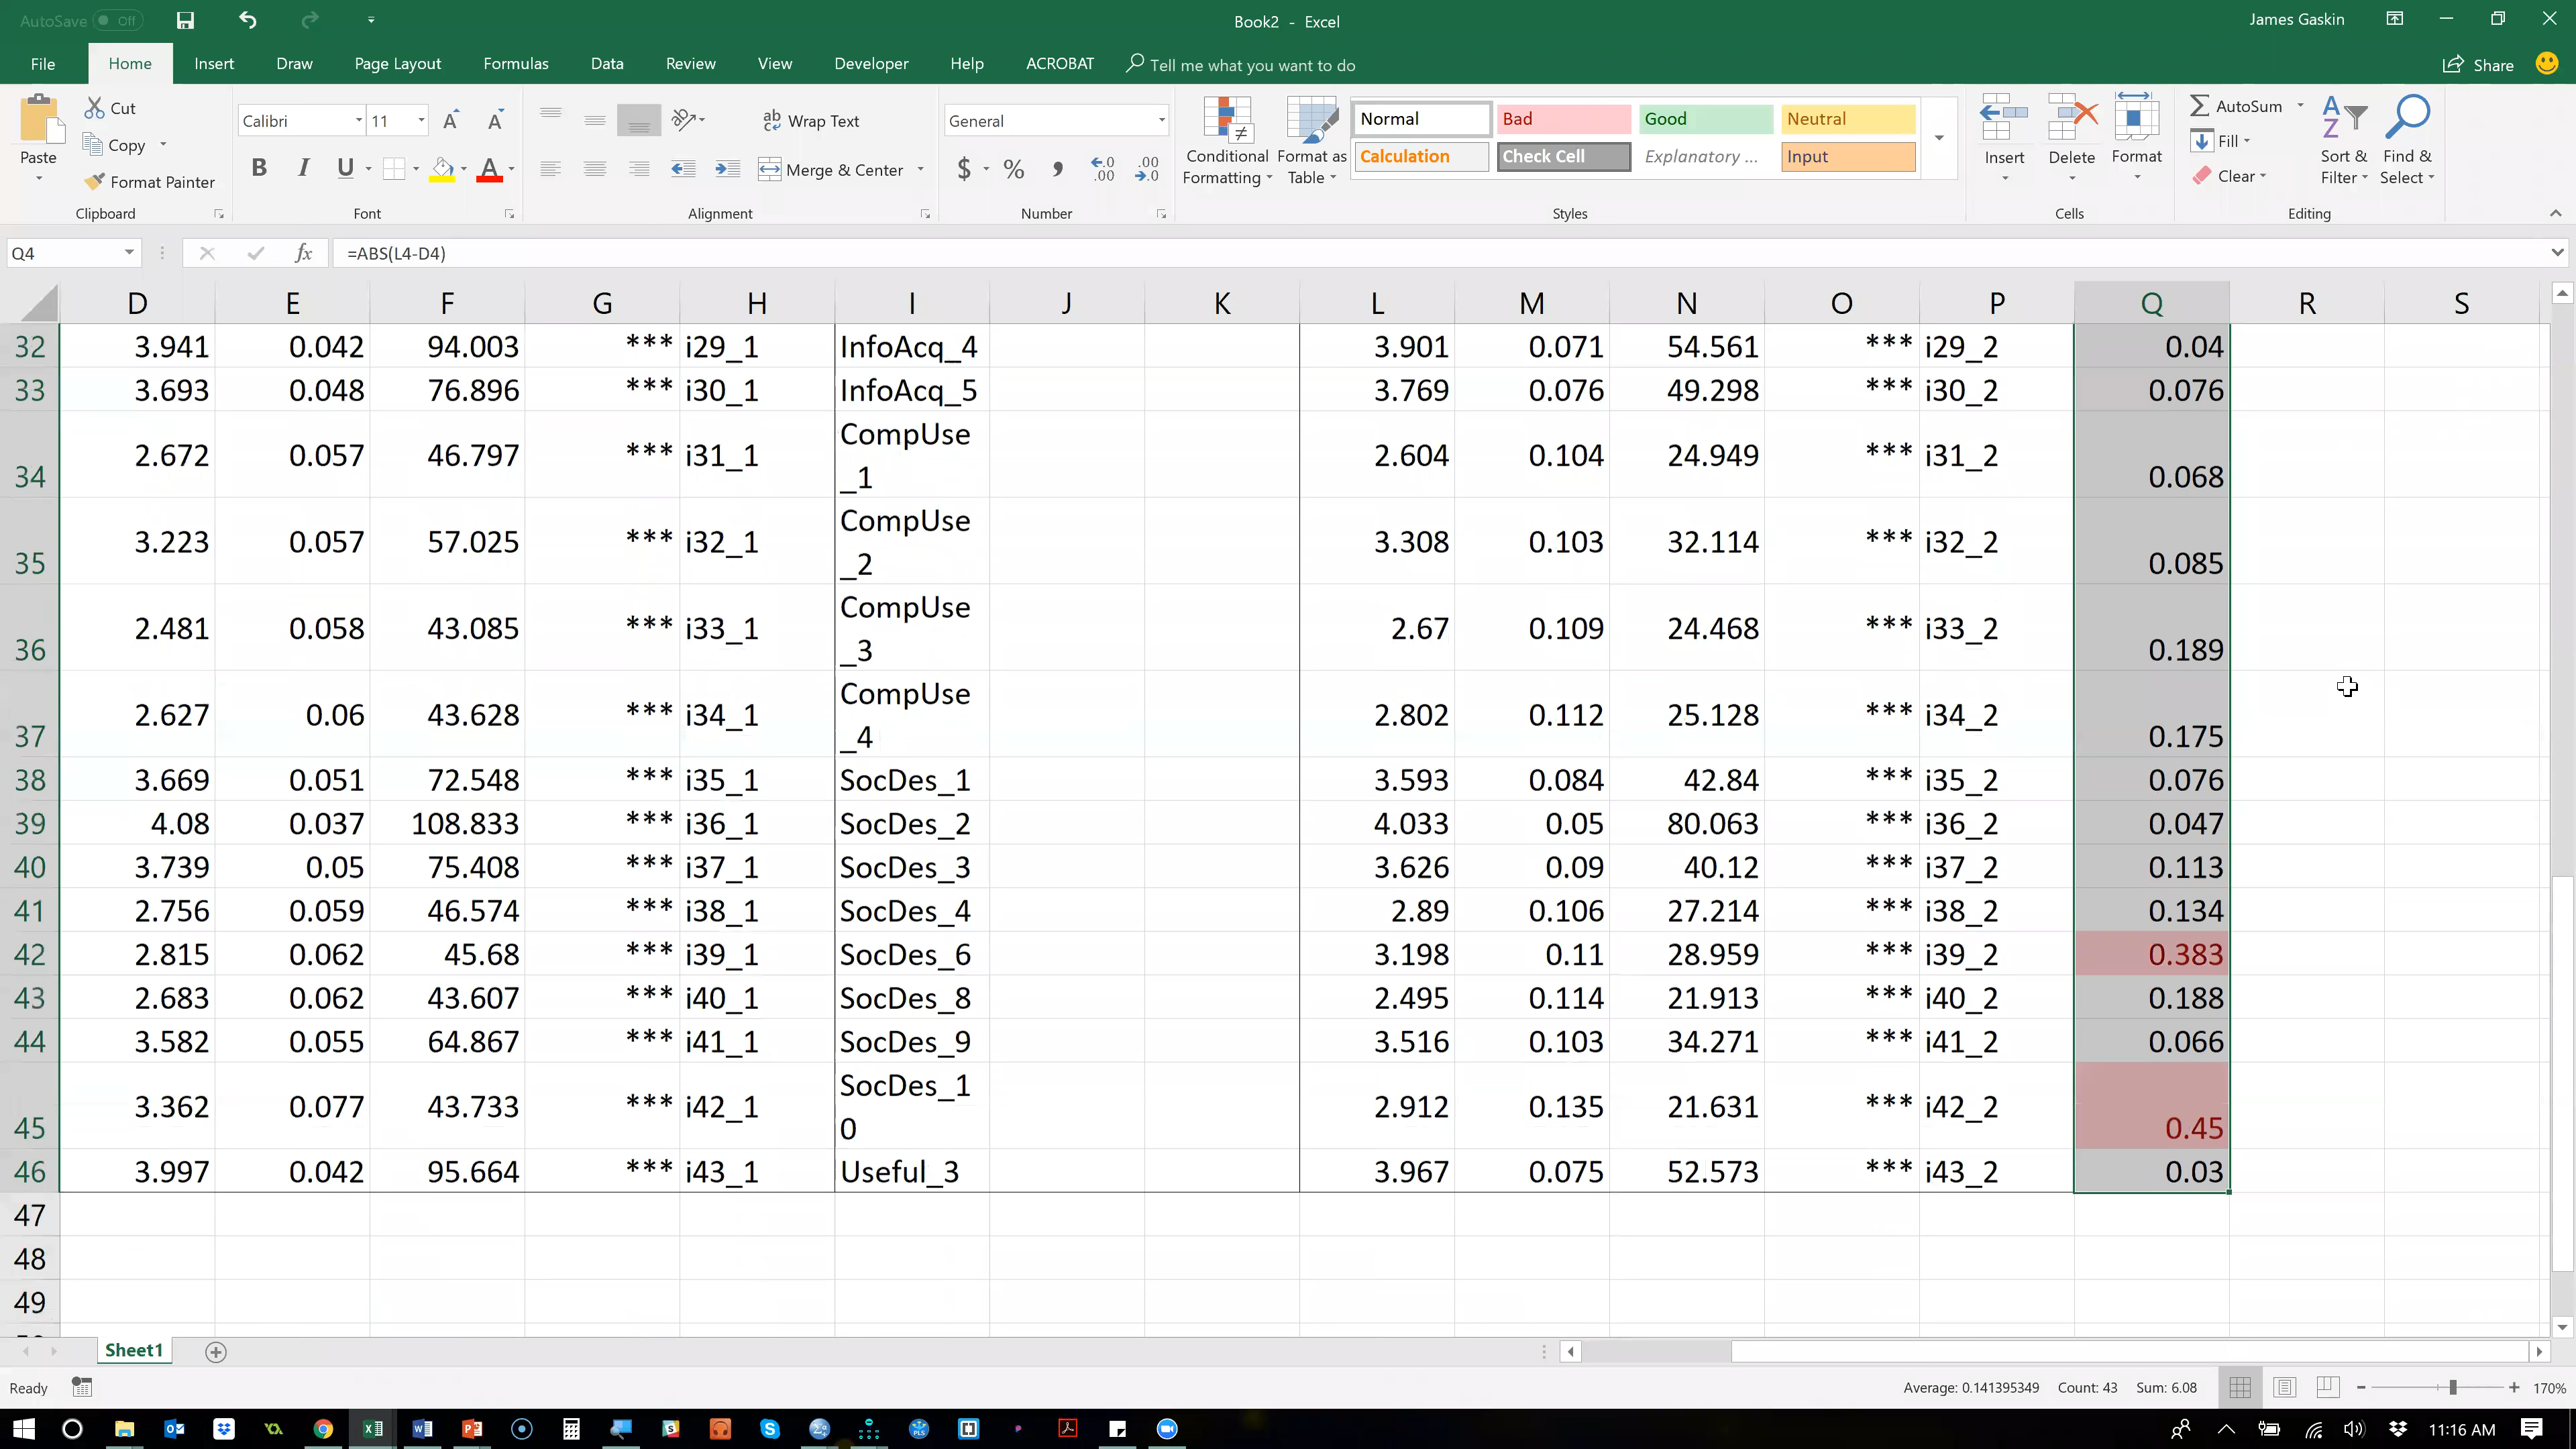 AutoSave Off
Book2 - Excel
James Gaskin
File Home Insert Draw Page Layout Formulas Data Review View Developer Help ACROBAT Tell me what you want to do Share
Paste
Cut
Copy
Format Painter
Clipboard
Calibri 11
B I U
Font
Wrap Text
Merge & Center
Alignment
General
$ % ,
Number
Conditional Formatting
Format as Table
Normal Bad Good Neutral
Calculation Check Cell Explanatory ... Input
Styles
Insert Delete Format
Cells
AutoSum
Fill
Clear
Sort & Filter
Find & Select
Editing
Q4 fx =ABS(L4-D4)
D E F G H I J K L M N O P Q R S
32 3.941 0.042 94.003 *** i29_1 InfoAcq_4 3.901 0.071 54.561 *** i29_2 0.04
33 3.693 0.048 76.896 *** i30_1 InfoAcq_5 3.769 0.076 49.298 *** i30_2 0.076
34 2.672 0.057 46.797 *** i31_1 CompUse_1 2.604 0.104 24.949 *** i31_2 0.068
35 3.223 0.057 57.025 *** i32_1 CompUse_2 3.308 0.103 32.114 *** i32_2 0.085
36 2.481 0.058 43.085 *** i33_1 CompUse_3 2.67 0.109 24.468 *** i33_2 0.189
37 2.627 0.06 43.628 *** i34_1 CompUse_4 2.802 0.112 25.128 *** i34_2 0.175
38 3.669 0.051 72.548 *** i35_1 SocDes_1 3.593 0.084 42.84 *** i35_2 0.076
39 4.08 0.037 108.833 *** i36_1 SocDes_2 4.033 0.05 80.063 *** i36_2 0.047
40 3.739 0.05 75.408 *** i37_1 SocDes_3 3.626 0.09 40.12 *** i37_2 0.113
41 2.756 0.059 46.574 *** i38_1 SocDes_4 2.89 0.106 27.214 *** i38_2 0.134
42 2.815 0.062 45.68 *** i39_1 SocDes_6 3.198 0.11 28.959 *** i39_2 0.383
43 2.683 0.062 43.607 *** i40_1 SocDes_8 2.495 0.114 21.913 *** i40_2 0.188
44 3.582 0.055 64.867 *** i41_1 SocDes_9 3.516 0.103 34.271 *** i41_2 0.066
45 3.362 0.077 43.733 *** i42_1 SocDes_10 2.912 0.135 21.631 *** i42_2 0.45
46 3.997 0.042 95.664 *** i43_1 Useful_3 3.967 0.075 52.573 *** i43_2 0.03
47
48
49
Sheet1
Ready
Average: 0.141395349 Count: 43 Sum: 6.08
170%
11:16 AM